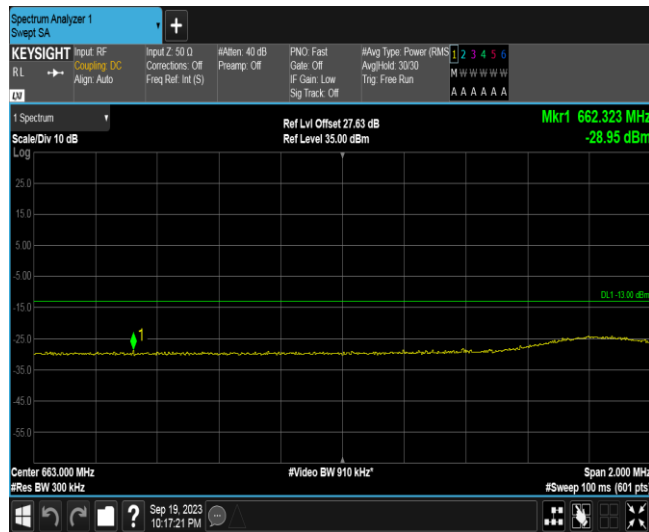 Spectrum Analyzer 1
Swept SA
+
KEYSIGHT Input: RF Input Z: 50 Ω #Atten: 40 dB PNO: Fast #Avg Type: Power (RMS 1 2 3 4 5 6
RL Coupling: DC Corrections: Off Preamp: Off Gate: Off Avg|Hold: 30/30 M W W W W W
Align: Auto Freq Ref: Int (S) IF Gain: Low Trig: Free Run
LXI Sig Track: Off A A A A A A
1 Spectrum Ref Lvl Offset 27.63 dB Mkr1 662.323 MHz
Scale/Div 10 dB Ref Level 35.00 dBm -28.95 dBm
Log
25.0
15.0
5.00
-5.00
DL1 -13.00 dBm
-15.0
1
-25.0
-35.0
-45.0
-55.0
Center 663.000 MHz #Video BW 910 kHz* Span 2.000 MHz
#Res BW 300 kHz #Sweep 100 ms (601 pts)
? Sep 19, 2023
10:17:21 PM